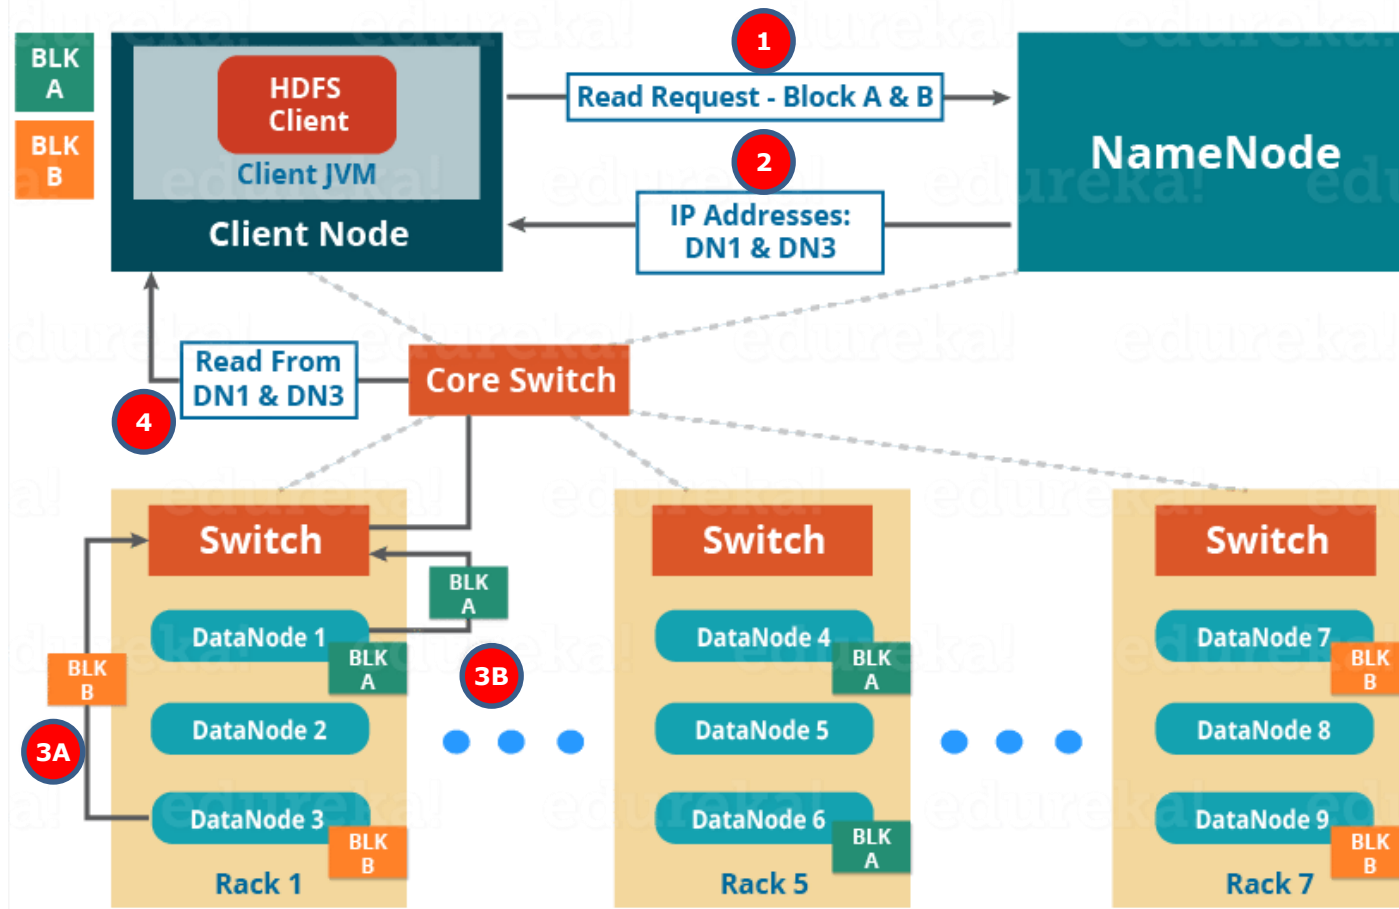 BLK
A
BLK
B
HDFS
Client
Client JVM
Client Node
1
Read Request - Block A & B
2
IP Addresses:
DN1 & DN3
NameNode
Read From
DN1 & DN3
4
Core Switch
Switch
BLK
A
DataNode 1
BLK
A
BLK
B
3A
3B
DataNode 2
DataNode 3
BLK
B
Rack 1
Switch
DataNode 4
BLK
A
DataNode 5
DataNode 6
BLK
A
Rack 5
Switch
DataNode 7
BLK
B
DataNode 8
DataNode 9
BLK
B
Rack 7
edureka!